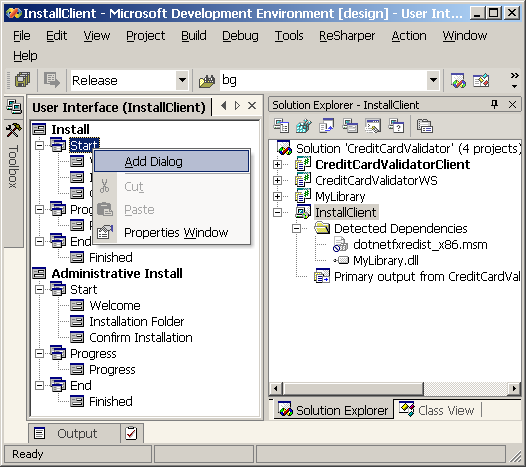 InstallClient - Microsoft Development Environment [design] - User Int...
File Edit View Project Build Debug Tools ReSharper Action Window
Help
Release bg
Toolbox
User Interface (InstallClient)
Install
Start
Add Dialog
Cut
Paste
Properties Window
End
Finished
Administrative Install
Start
Welcome
Installation Folder
Confirm Installation
Progress
Progress
End
Finished
Solution Explorer - InstallClient
Solution 'CreditCardValidator' (4 projects)
CreditCardValidatorClient
CreditCardValidatorWS
MyLibrary
InstallClient
Detected Dependencies
dotnetfxredist_x86.msm
MyLibrary.dll
Primary output from CreditCardVal
Solution Explorer Class View
Output
Ready